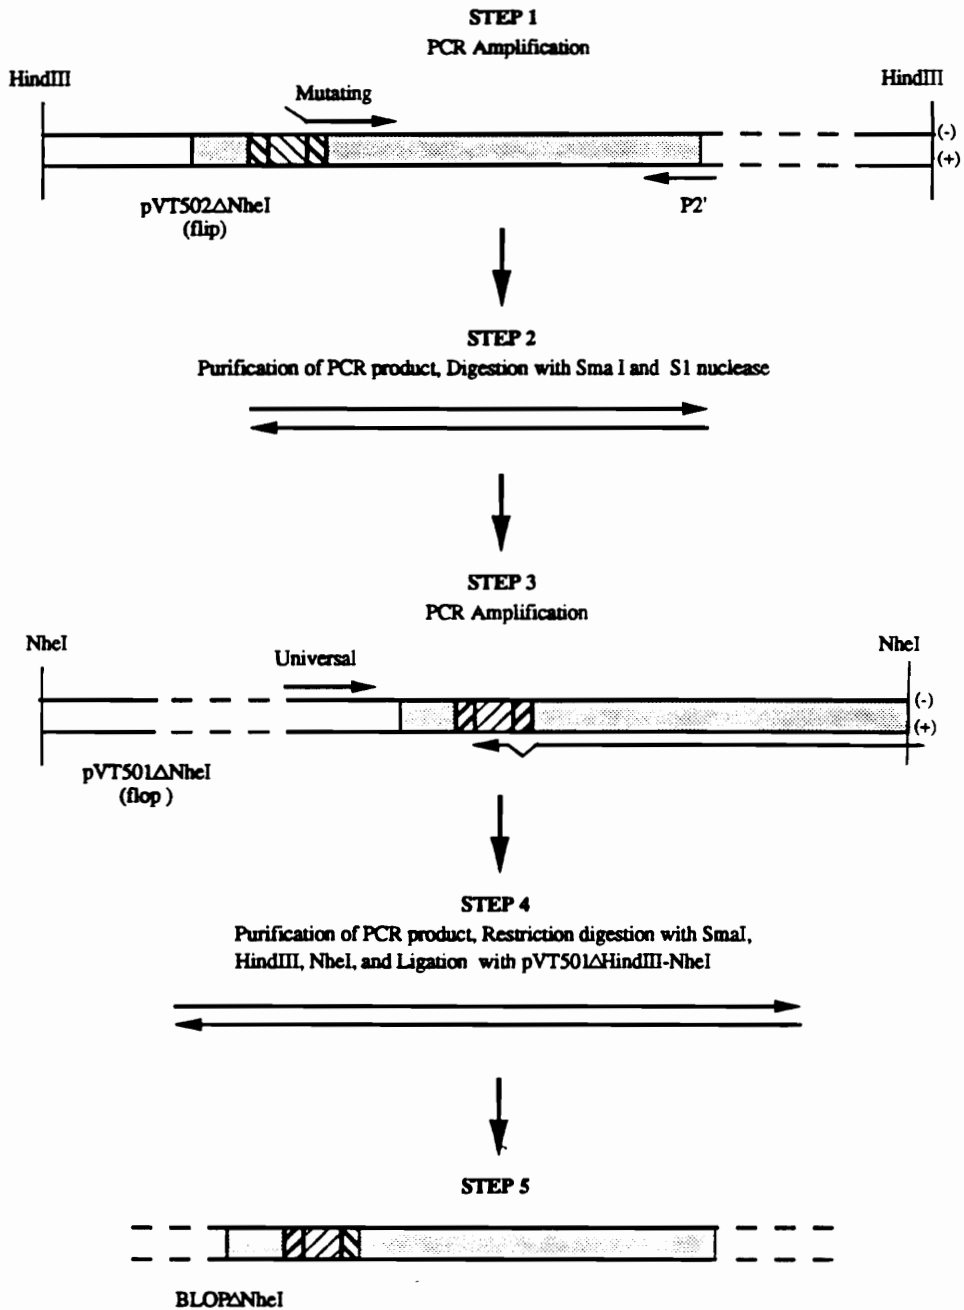 STEP 1
PCR Amplification
HindIII
HindIII
Mutating
(-)
(+)
pVT502ΔNheI
(flip)
P2'
STEP 2
Purification of PCR product, Digestion with Sma I and S1 nuclease
STEP 3
PCR Amplification
NheI
NheI
Universal
(-)
(+)
pVT501ΔNheI
(flop )
STEP 4
Purification of PCR product, Restriction digestion with SmaI,
HindIII, NheI, and Ligation with pVT501ΔHindIII-NheI
STEP 5
BLOPΔNheI